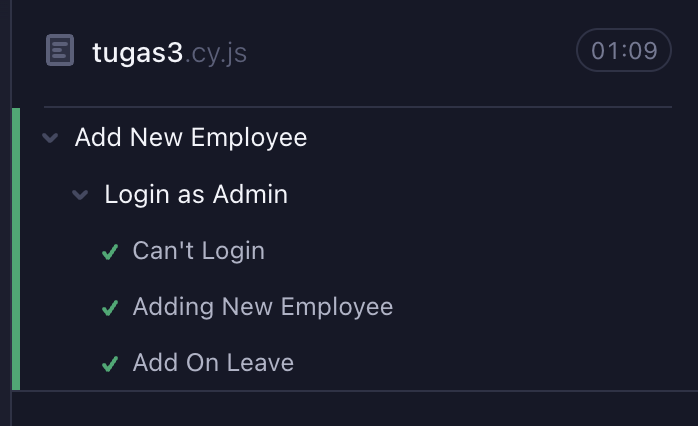 tugas3.cy.js 01:09
Add New Employee
Login as Admin
Can't Login
Adding New Employee
Add On Leave